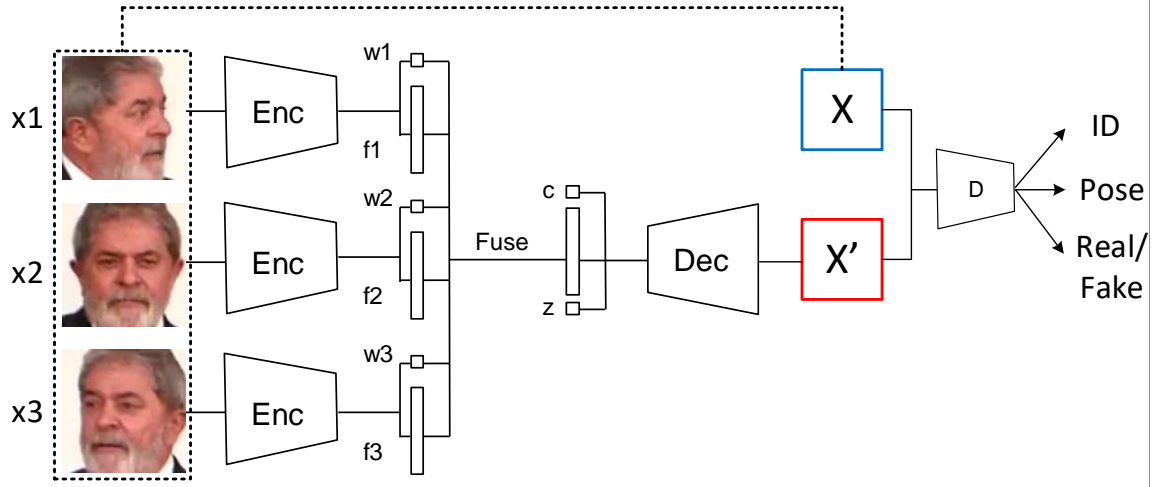 x1
Enc
w1
f1
X
ID
x2
Enc
w2
f2
Fuse
c
z
Dec
X’
D
Pose
Real/
Fake
x3
Enc
w3
f3